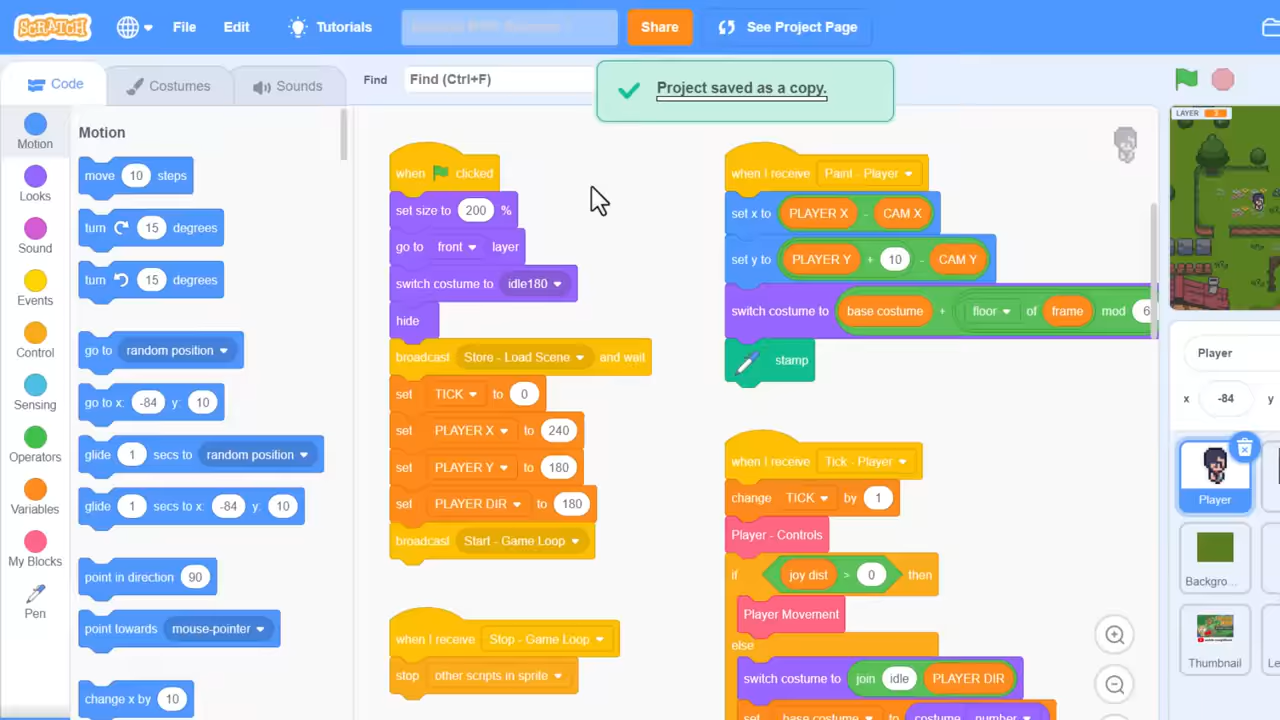 SCRATCH
File
Edit
Tutorials
Share
See Project Page
Code
Costumes
Sounds
Find
Find (Ctrl+F)
Project saved as a copy.
Motion
Looks
Sound
Events
Control
Sensing
Operators
Variables
My Blocks
Pen
Motion
move 10 steps
turn 15 degrees
turn 15 degrees
go to random position
go to x: -84 y: 10
glide 1 secs to random position
glide 1 secs to x: -84 y: 10
point in direction 90
point towards mouse-pointer
change x by 10
when clicked
set size to 200 %
go to front layer
switch costume to idle180
hide
broadcast Store - Load Scene and wait
set TICK to 0
set PLAYER X to 240
set PLAYER Y to 180
set PLAYER DIR to 180
broadcast Start - Game Loop
when I receive Stop - Game Loop
stop other scripts in sprite
when I receive Paint - Player
set x to PLAYER X - CAM X
set y to PLAYER Y + 10 - CAM Y
switch costume to base costume + floor of frame mod 6
stamp
when I receive Tick - Player
change TICK by 1
Player - Controls
if joy dist > 0 then
Player Movement
else
switch costume to join idle PLAYER DIR
set base costume to costume number
LAYER
Player
x -84 y
Player
Backgro...
Thumbnail
Le